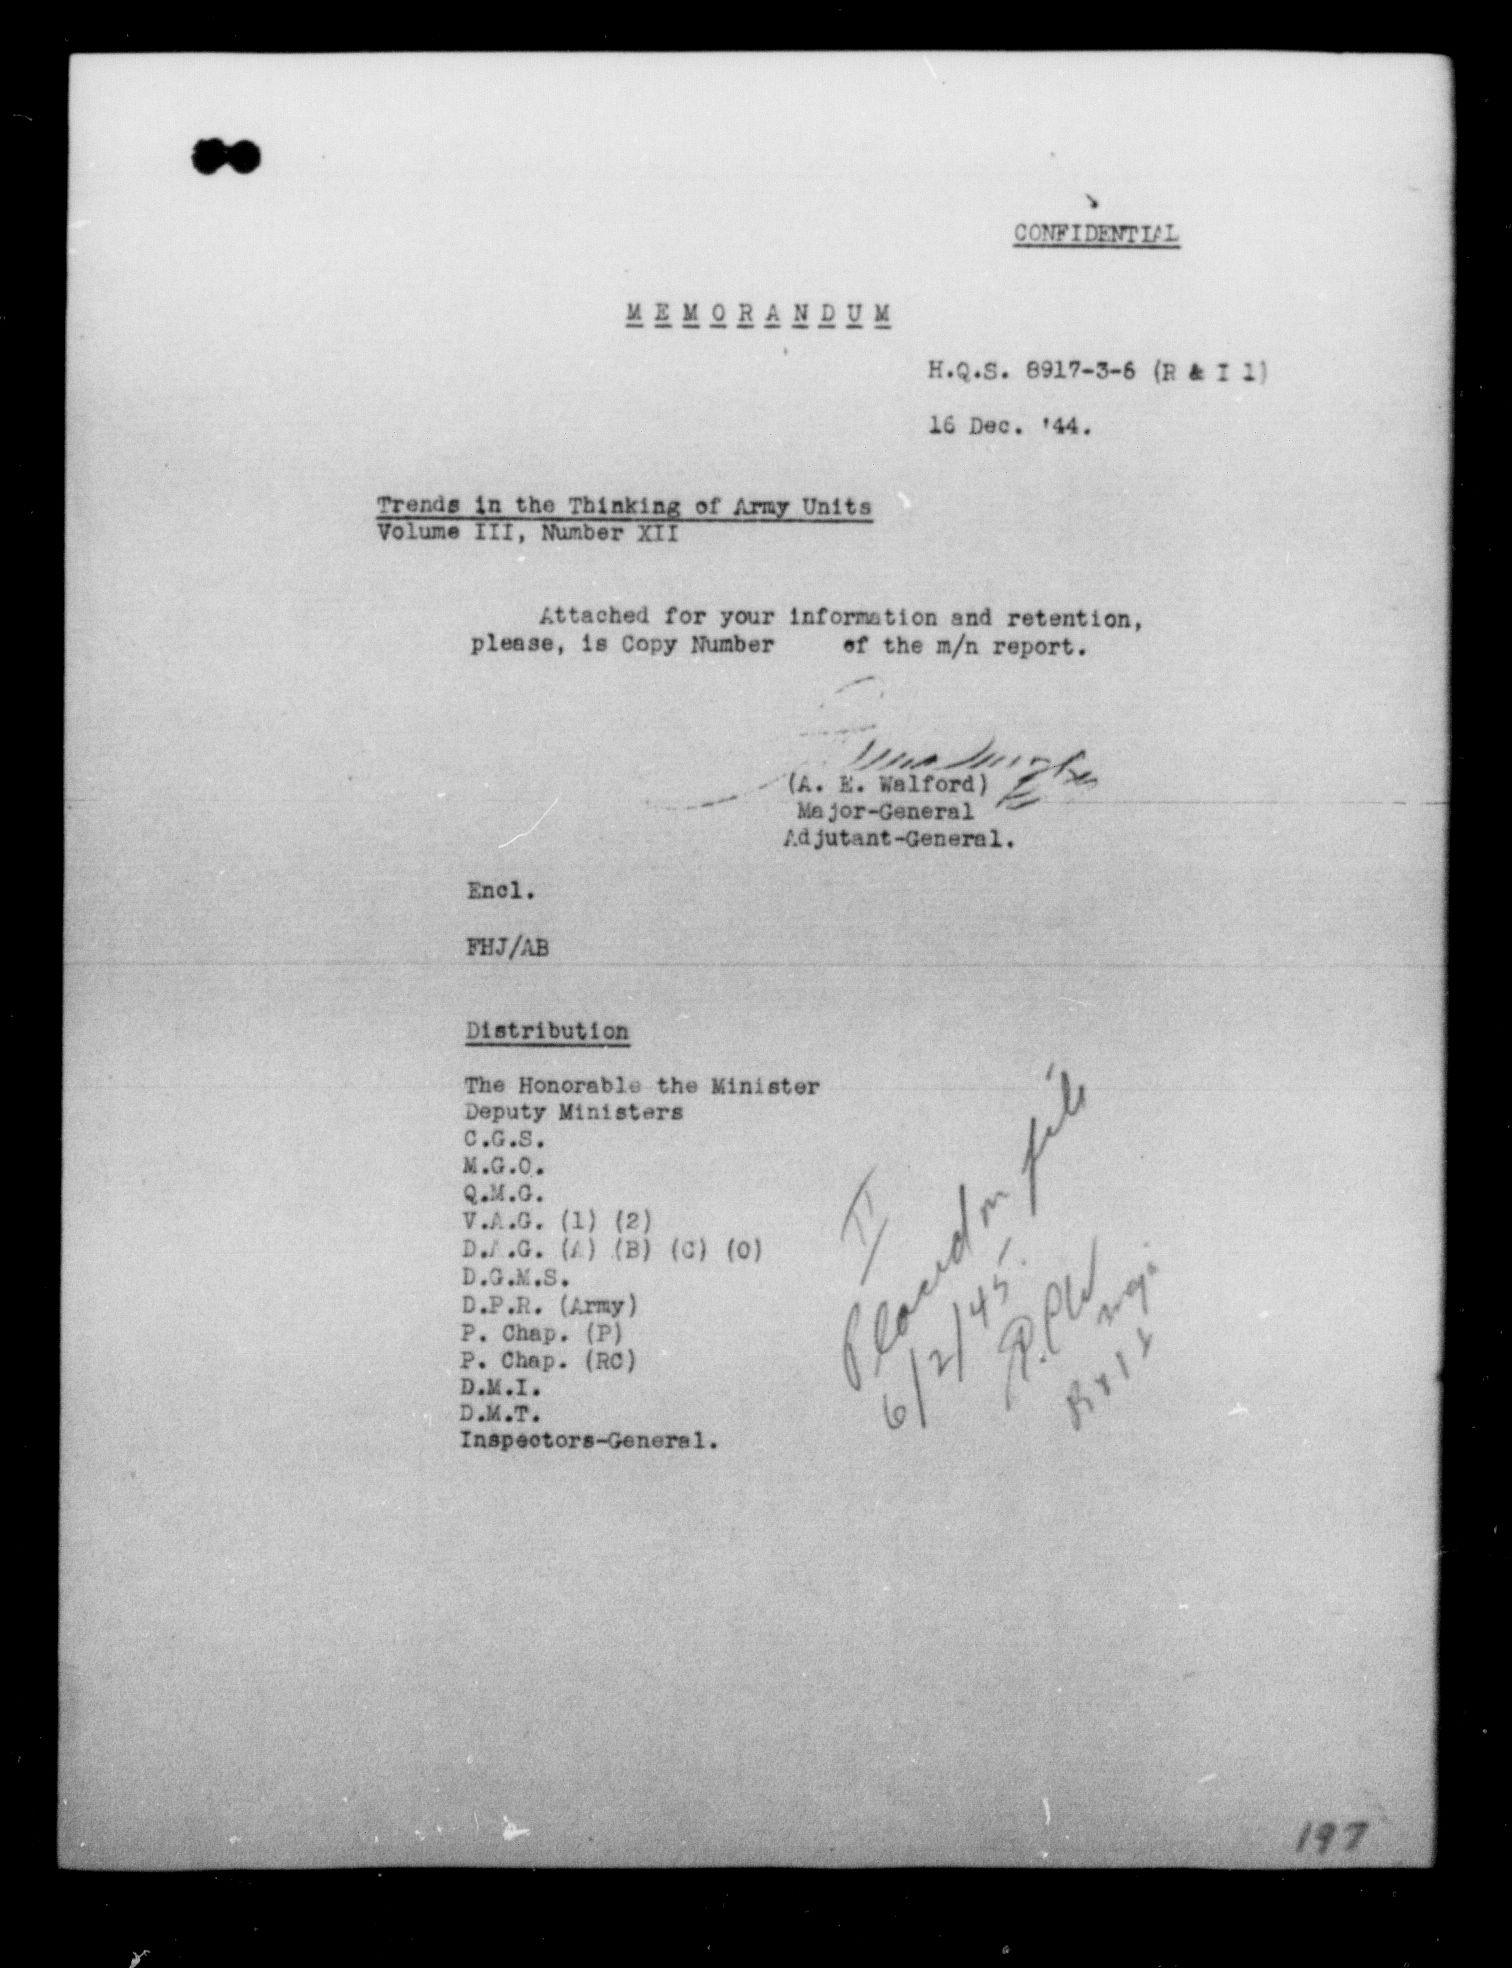 CONFIDENTIAL
MEMORANDUM
H.Q.S. 8917-3-6 (R & I 1)
16 Dec. '44.
Trends in the Thinking of Army Units
Volume III, Number XII
Attached for your information and retention,
please, is Copy Number of the m/n report.
(A. E. Walford)
Major-General
Adjutant-General.
Encl.
FHJ/AB
Distribution
The Honorable the Minister
Deputy Ministers
C.G.S.
M.G.O.
Q.M.G.
V.A.G. (1) (2)
D.A.G. (A) (B) (C) (O)
D.G.M.S.
D.P.R. (Army)
P. Chap. (P)
P. Chap. (RC)
D.M.I.
D.M.T.
Inspectors-General.
II
Placed on file
6/2/45.
197